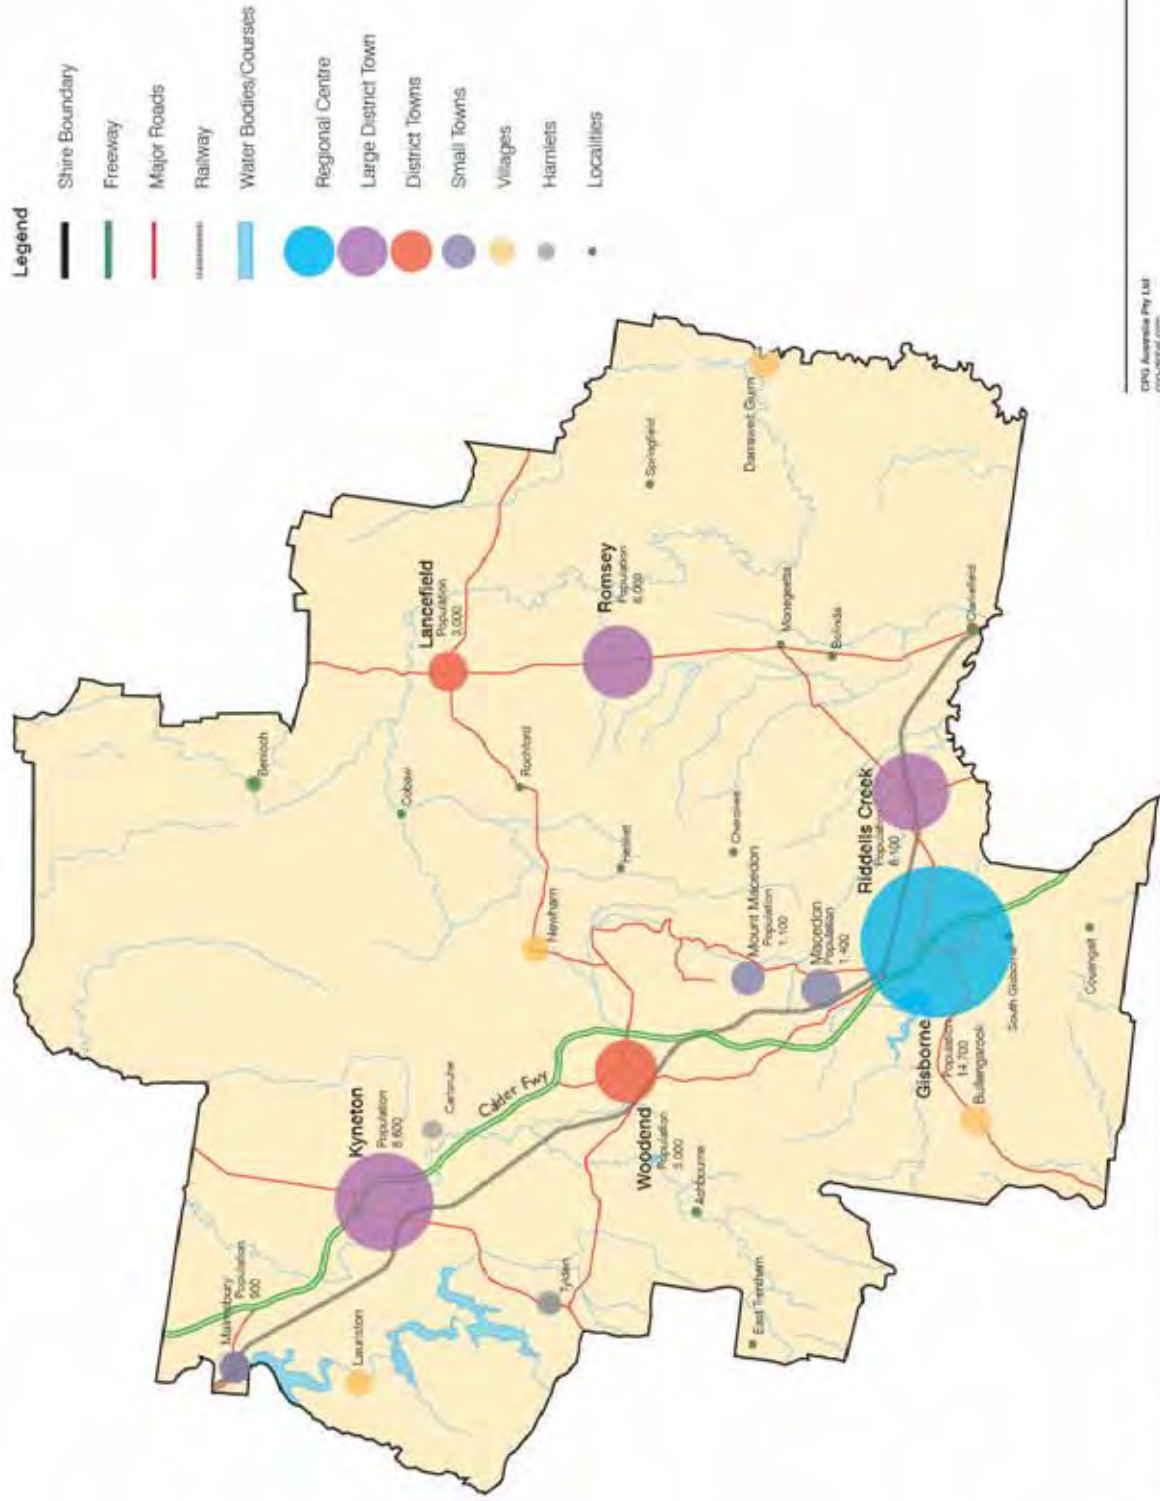 Legend
Shire Boundary
Freeway
Major Roads
Railway
Water Bodies/Courses
Regional Centre
Large District Town
District Towns
Small Towns
Villages
Hamlets
Localities
Malmsbury
Population
900
Lauriston
Kyneton
Population
8,600
Carlsruhe
Calder Fwy
Tylden
East Trentham
Ashbourne
Woodend
Population
5,000
Benloch
Cobaw
Newham
Rochford
Hesket
Cherokee
Lancefield
Population
3,000
Romsey
Population
6,000
Springfield
Darraweit Guim
Monegeetta
Bolinda
Clarkefield
Mount Macedon
Population
1,100
Macedon
Population
1,400
Riddells Creek
Population
6,100
Gisborne
Population
14,700
Bullengarook
South Gisborne
CPG Australia Pty Ltd